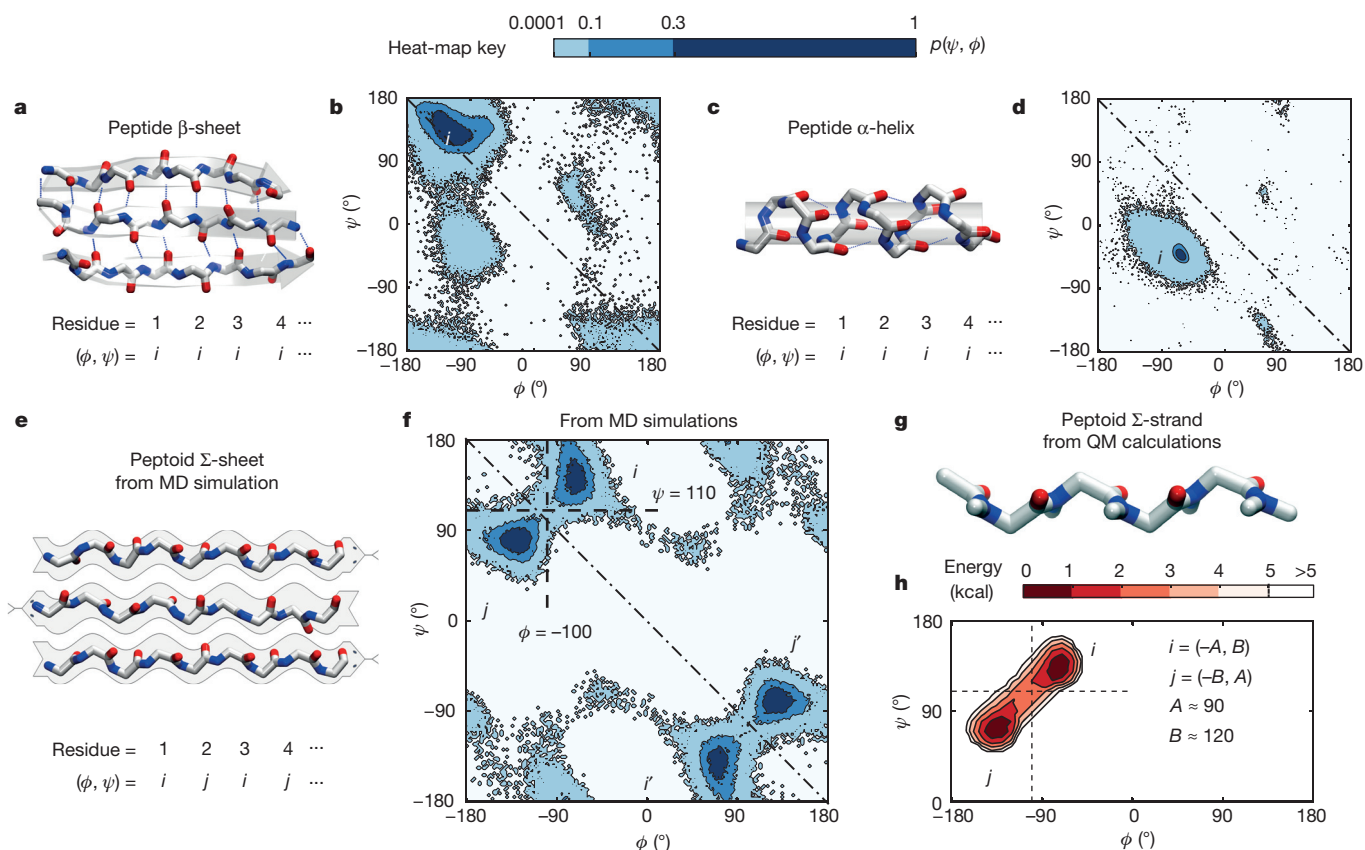 0.0001 0.1 0.3 1
Heat-map key p(ψ, ϕ)
a
Peptide β-sheet
Residue = 1 2 3 4 ···
(ϕ, ψ) = i i i i ···
b
180
90
0
−90
−180
ψ (°)
i
−180 −90 0 90 180
ϕ (°)
c
Peptide α-helix
Residue = 1 2 3 4 ···
(ϕ, ψ) = i i i i ···
d
180
90
0
−90
−180
ψ (°)
i
−180 −90 0 90 180
ϕ (°)
e
Peptoid Σ-sheet
from MD simulation
Residue = 1 2 3 4 ···
(ϕ, ψ) = i j i j ···
f
From MD simulations
180
90
0
−90
−180
ψ (°)
i
ψ = 110
j
ϕ = −100
j′
i′
−180 −90 0 90 180
ϕ (°)
g
Peptoid Σ-strand
from QM calculations
h
Energy
(kcal)
0 1 2 3 4 5 >5
180
90
0
ψ (°)
i
j
i = (−A, B)
j = (−B, A)
A ≈ 90
B ≈ 120
−180 −90 0 90 180
ϕ (°)